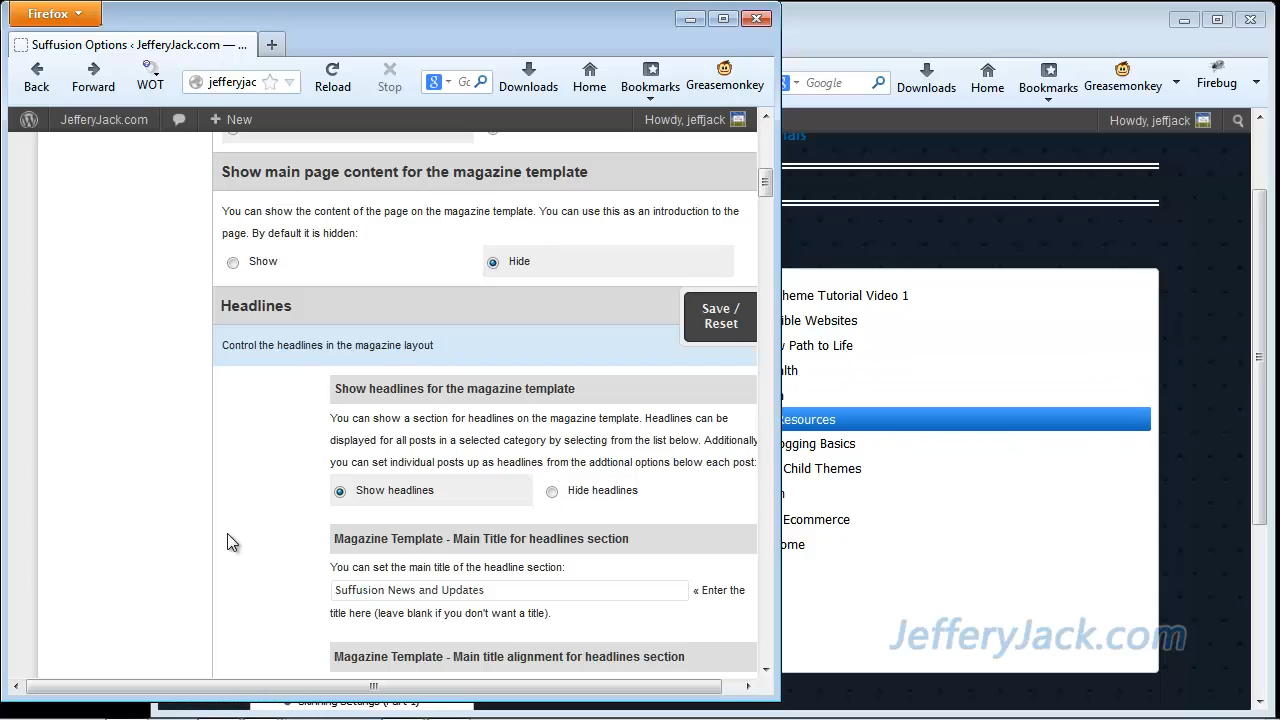 Firefox
Suffusion Options ‹ JefferyJack.com — ...
Back
Forward
WOT
jefferyjac
Reload
Stop
Downloads
Home
Bookmarks
Greasemonkey
Google
Downloads
Home
Bookmarks
Greasemonkey
Firebug
JefferyJack.com
New
Howdy, jeffjack
Howdy, jeffjack
Show main page content for the magazine template
You can show the content of the page on the magazine template. You can use this as an introduction to the
page. By default it is hidden:
Show
Hide
Headlines
Save /
Reset
Control the headlines in the magazine layout
Show headlines for the magazine template
You can show a section for headlines on the magazine template. Headlines can be
displayed for all posts in a selected category by selecting from the list below. Additionally
you can set individual posts up as headlines from the addtional options below each post:
Show headlines
Hide headlines
Magazine Template - Main Title for headlines section
You can set the main title of the headline section:
Suffusion News and Updates
« Enter the
title here (leave blank if you don't want a title).
Magazine Template - Main title alignment for headlines section
heme Tutorial Video 1
ible Websites
Path to Life
lth
esources
ogging Basics
Child Themes
Ecommerce
ome
JefferyJack.com